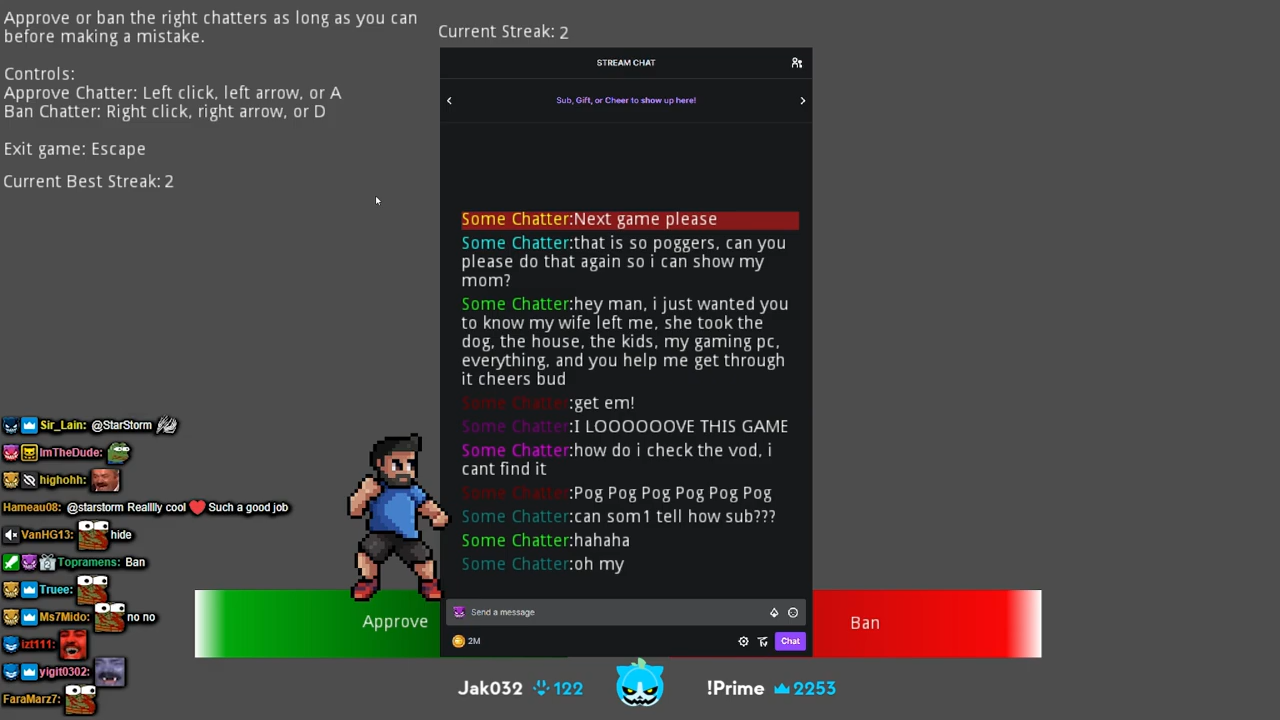 Approve or ban the right chatters as long as you can
before making a mistake.
Controls:
Approve Chatter: Left click, left arrow, or A
Ban Chatter: Right click, right arrow, or D
Exit game: Escape
Current Best Streak: 2
Current Streak: 2
STREAM CHAT
Sub, Gift, or Cheer to show up here!
Some Chatter:Next game please
Some Chatter:that is so poggers, can you
please do that again so i can show my
mom?
Some Chatter:hey man, i just wanted you
to know my wife left me, she took the
dog, the house, the kids, my gaming pc,
everything, and you help me get through
it cheers bud
Some Chatter:get em!
Some Chatter:I LOOOOOOVE THIS GAME
Some Chatter:how do i check the vod, i
cant find it
Some Chatter:Pog Pog Pog Pog Pog Pog
Some Chatter:can som1 tell how sub???
Some Chatter:hahaha
Some Chatter:oh my
Send a message
2M
Chat
Approve
Ban
Sir_Lain: @StarStorm
ImTheDude:
highohh:
Hameau08: @starstorm Realllly cool Such a good job
VanHG13: hide
Topramens: Ban
Truee:
Ms7Mido: no no
izt111:
yigit0302:
FaraMarz7:
Jak032 122
!Prime 2253